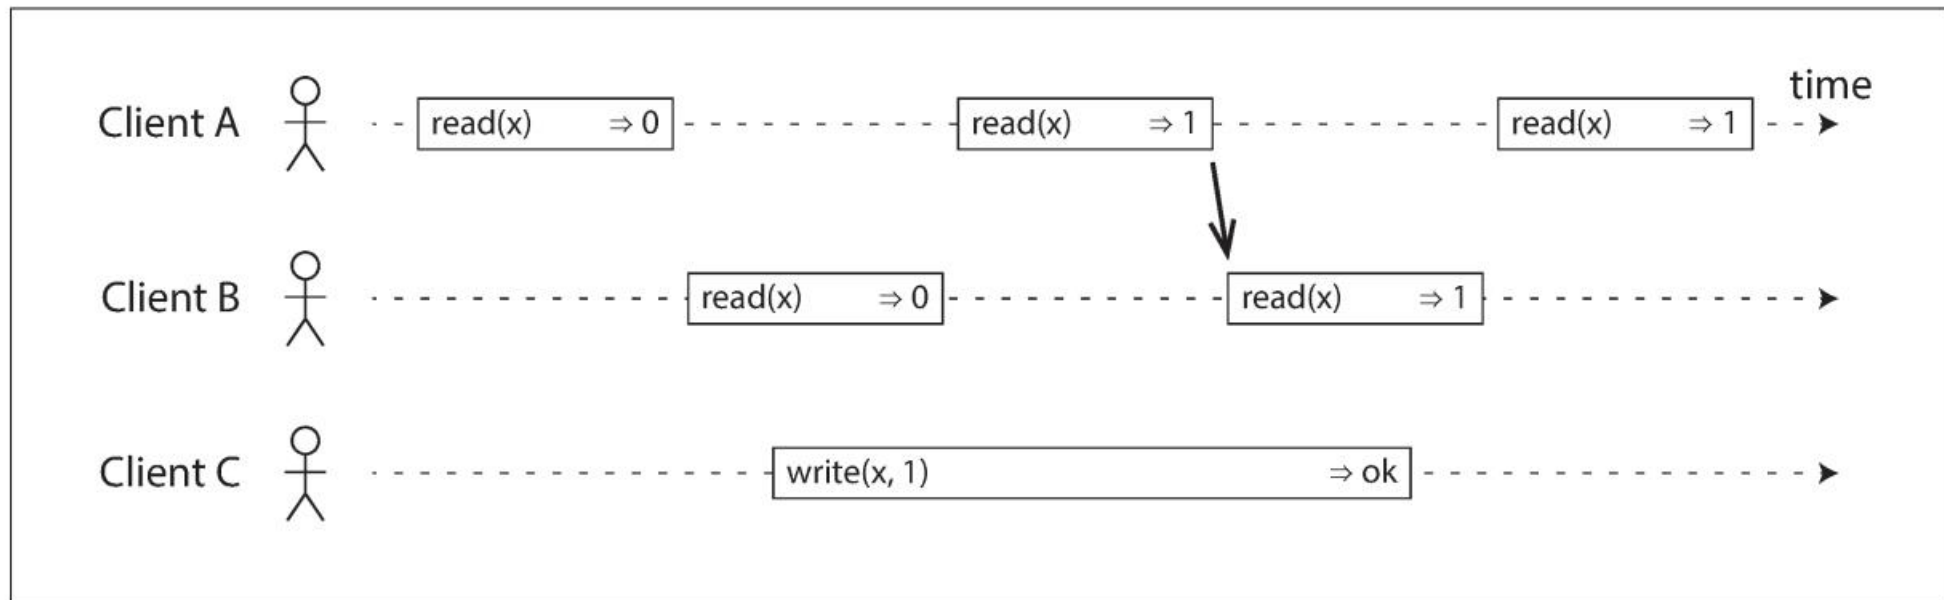 time
Client A read(x) ⇒ 0 read(x) ⇒ 1 read(x) ⇒ 1
Client B read(x) ⇒ 0 read(x) ⇒ 1
Client C write(x, 1) ⇒ ok